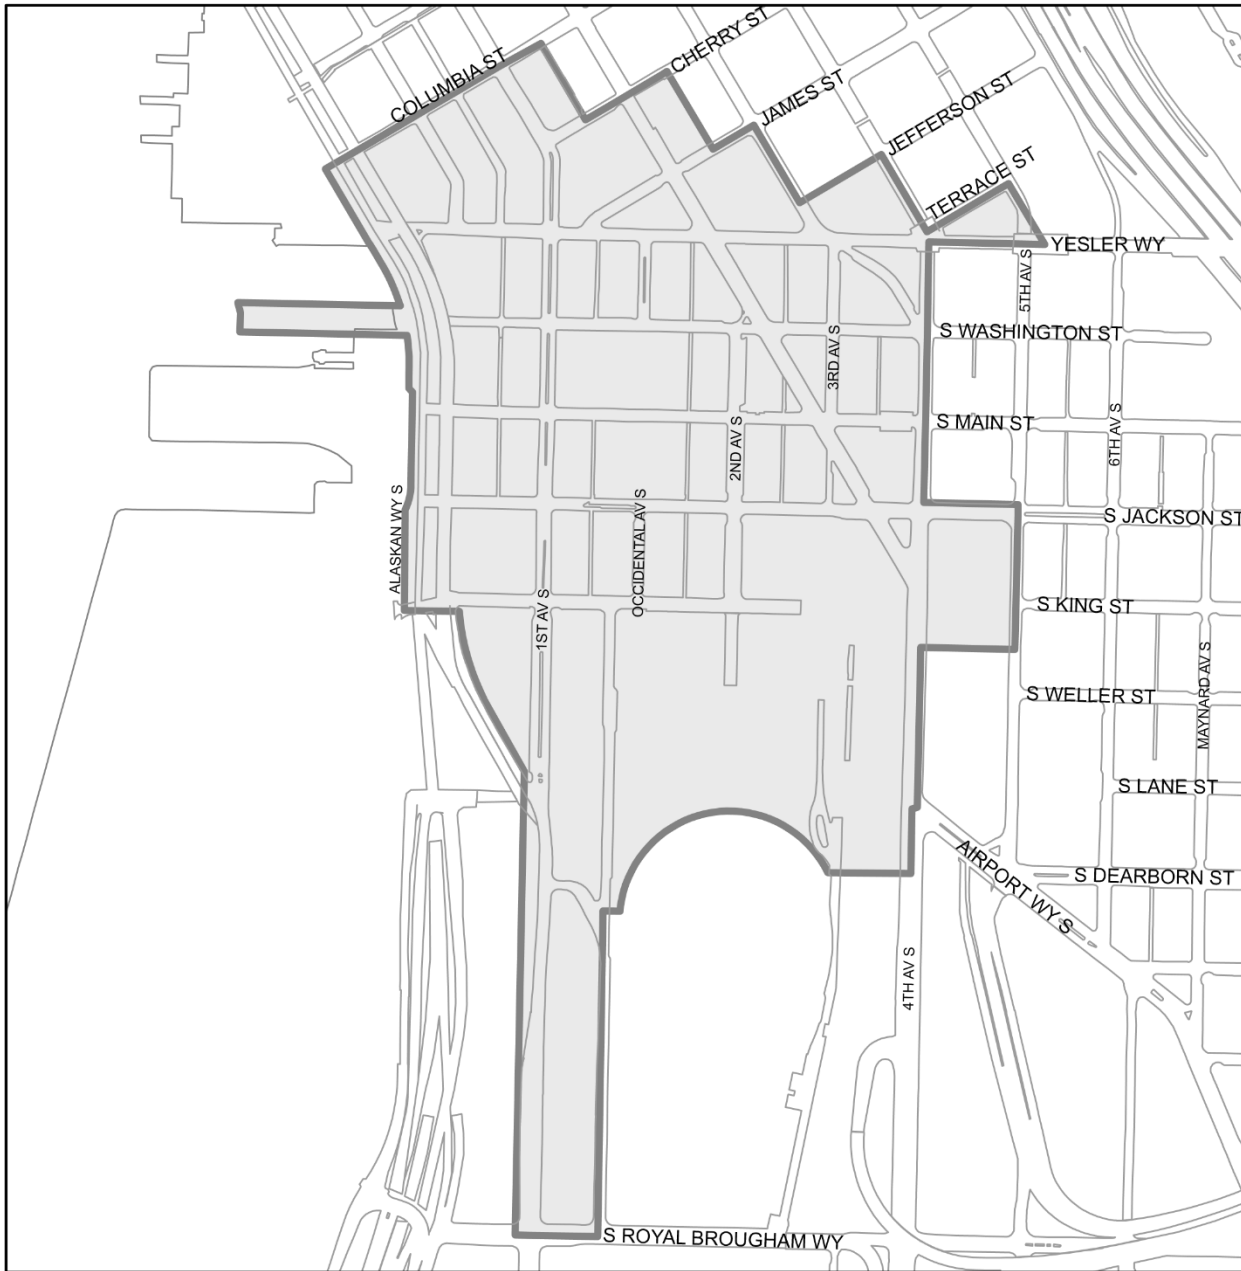 COLUMBIA ST
CHERRY ST
JAMES ST
JEFFERSON ST
TERRACE ST
YESLER WY
5TH AV S
S WASHINGTON ST
3RD AV S
S MAIN ST
2ND AV S
6TH AV S
ALASKAN WY S
OCCIDENTAL AV S
S JACKSON ST
1ST AV S
S KING ST
S WELLER ST
MAYNARD AV S
S LANE ST
AIRPORT WY S
S DEARBORN ST
4TH AV S
S ROYAL BROUGHAM WY